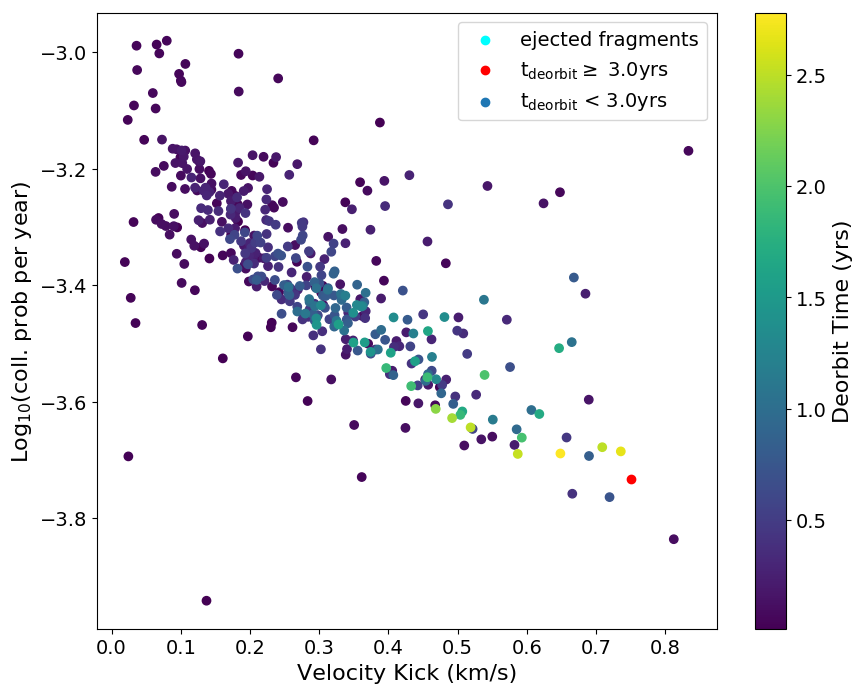 ejected fragments
t_deorbit ≥ 3.0yrs
t_deorbit < 3.0yrs
−3.0
−3.2
−3.4
−3.6
−3.8
Log₁₀(coll. prob per year)
0.0 0.1 0.2 0.3 0.4 0.5 0.6 0.7 0.8
Velocity Kick (km/s)
2.5
2.0
1.5
1.0
0.5
Deorbit Time (yrs)